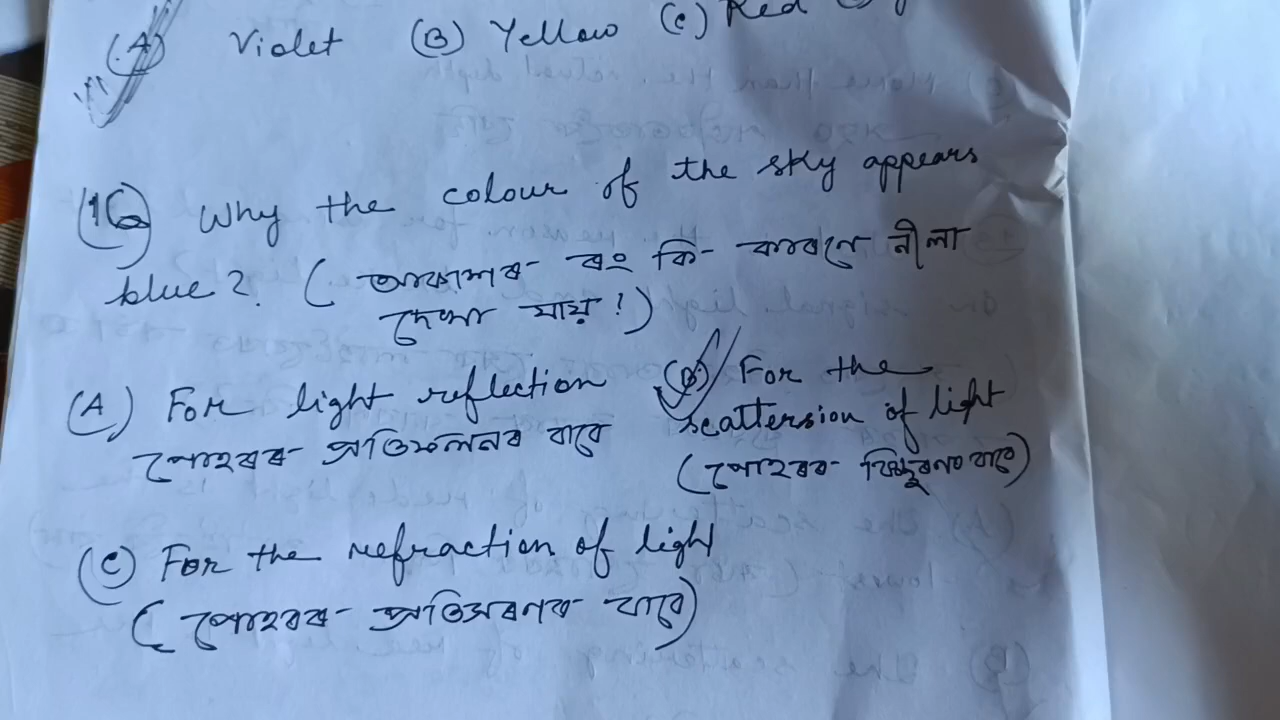 (A) Violet (B) Yellow (C) Red
(16) Why the colour of the sky appears
blue ?. ( আকাশৰ- ৰং কি- কাৰণে নীলা
দেখা যায় ? )
(A) For light reflection
পোহৰৰ- প্ৰতিফলনৰ বাবে
(B) For the
scattersion of light
(পোহৰৰ- বিচ্ছুৰণৰ বাবে)
(C) For the refraction of light
( পোহৰৰ- প্ৰতিসৰণৰ- বাবে)